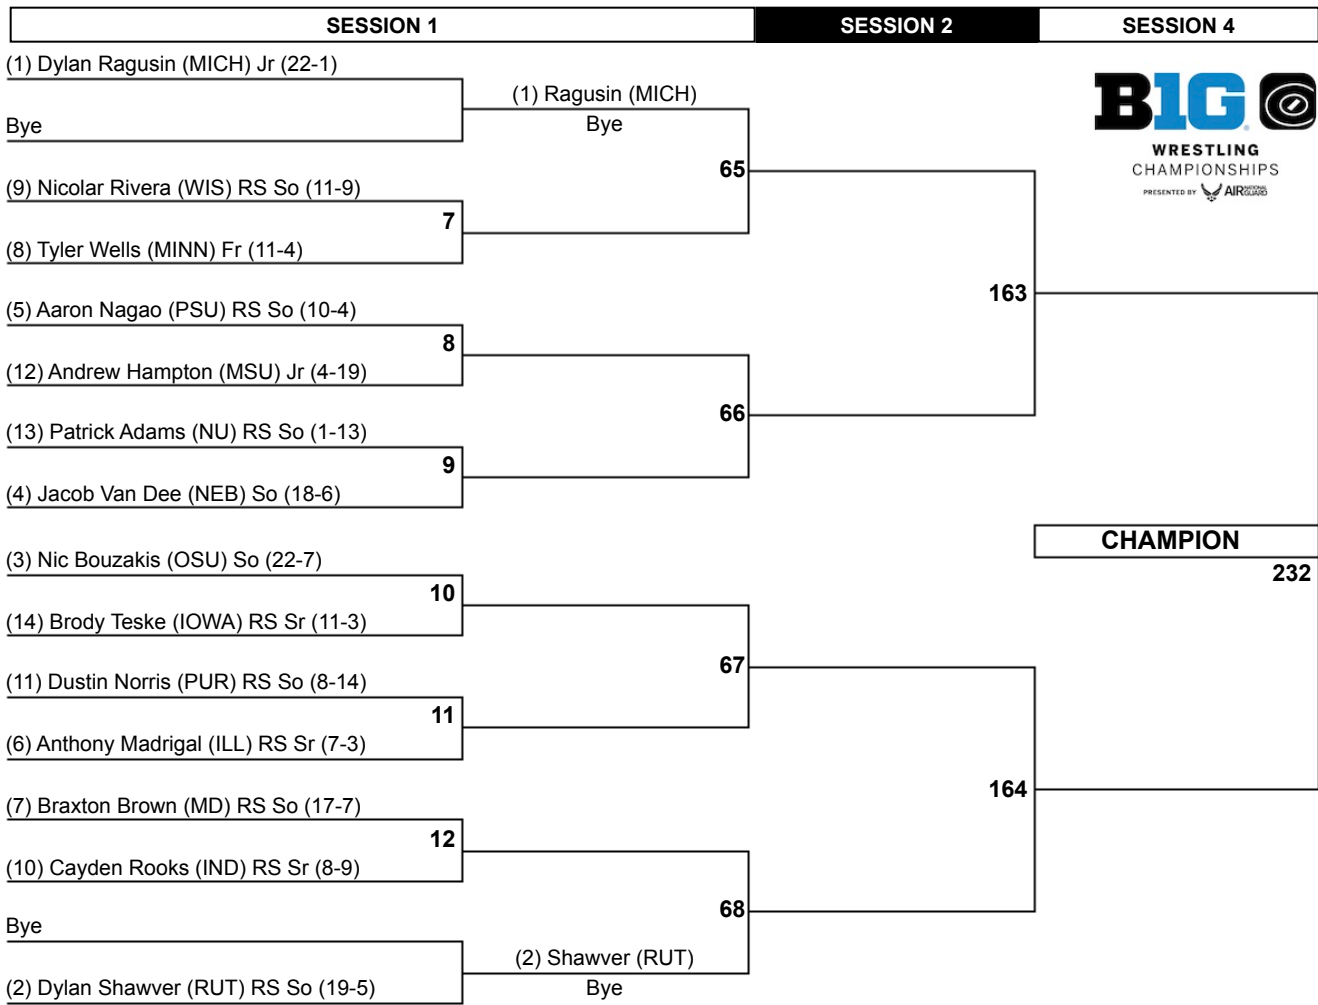 SESSION 1
SESSION 2
SESSION 4
(1) Dylan Ragusin (MICH) Jr (22-1)
(1) Ragusin (MICH)
Bye
Bye
B1G
WRESTLING
CHAMPIONSHIPS
PRESENTED BY AIR NATIONAL GUARD
65
(9) Nicolar Rivera (WIS) RS So (11-9)
7
(8) Tyler Wells (MINN) Fr (11-4)
163
(5) Aaron Nagao (PSU) RS So (10-4)
8
(12) Andrew Hampton (MSU) Jr (4-19)
66
(13) Patrick Adams (NU) RS So (1-13)
9
(4) Jacob Van Dee (NEB) So (18-6)
CHAMPION
232
(3) Nic Bouzakis (OSU) So (22-7)
10
(14) Brody Teske (IOWA) RS Sr (11-3)
67
(11) Dustin Norris (PUR) RS So (8-14)
11
(6) Anthony Madrigal (ILL) RS Sr (7-3)
164
(7) Braxton Brown (MD) RS So (17-7)
12
(10) Cayden Rooks (IND) RS Sr (8-9)
68
Bye
(2) Shawver (RUT)
Bye
(2) Dylan Shawver (RUT) RS So (19-5)